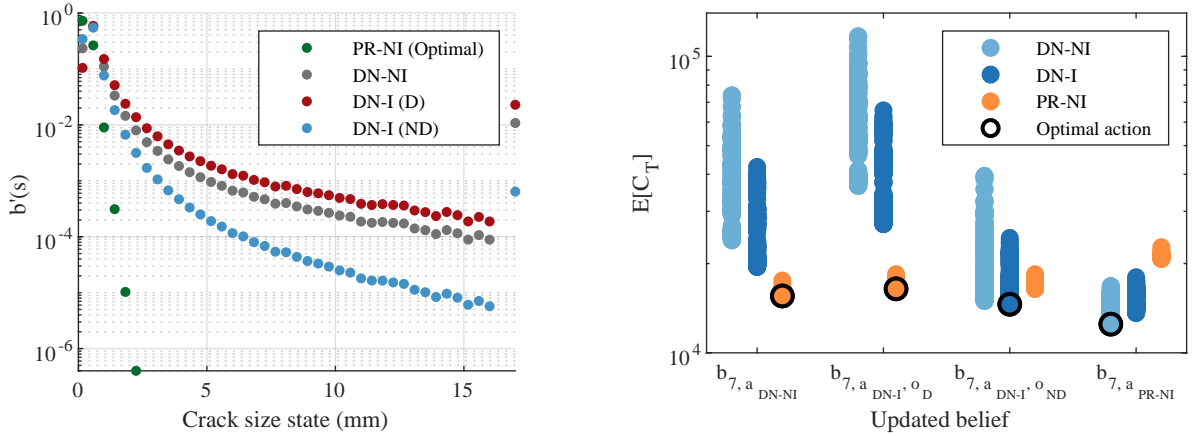 b'(s)
10^0
10^-2
10^-4
10^-6
0
5
10
15
Crack size state (mm)
PR-NI (Optimal)
DN-NI
DN-I (D)
DN-I (ND)
E[C_T]
10^5
10^4
DN-NI
DN-I
PR-NI
Optimal action
b_7, a_DN-NI
b_7, a_DN-I, o_D
b_7, a_DN-I, o_ND
b_7, a_PR-NI
Updated belief